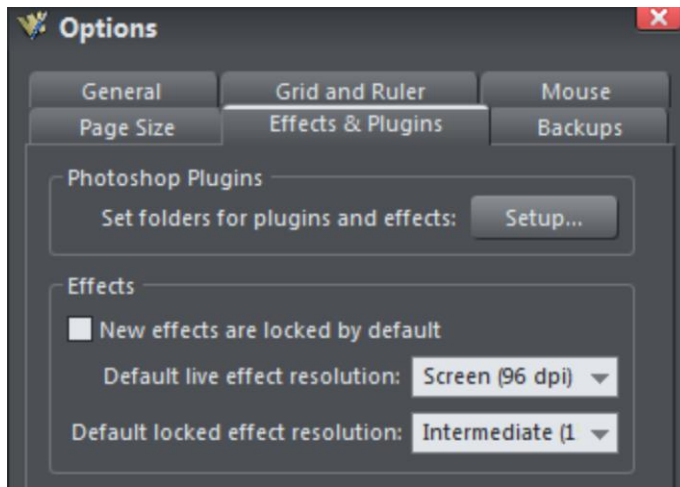 Options
General Grid and Ruler Mouse
Page Size Effects & Plugins Backups
Photoshop Plugins
Set folders for plugins and effects: Setup...
Effects
New effects are locked by default
Default live effect resolution: Screen (96 dpi)
Default locked effect resolution: Intermediate (1